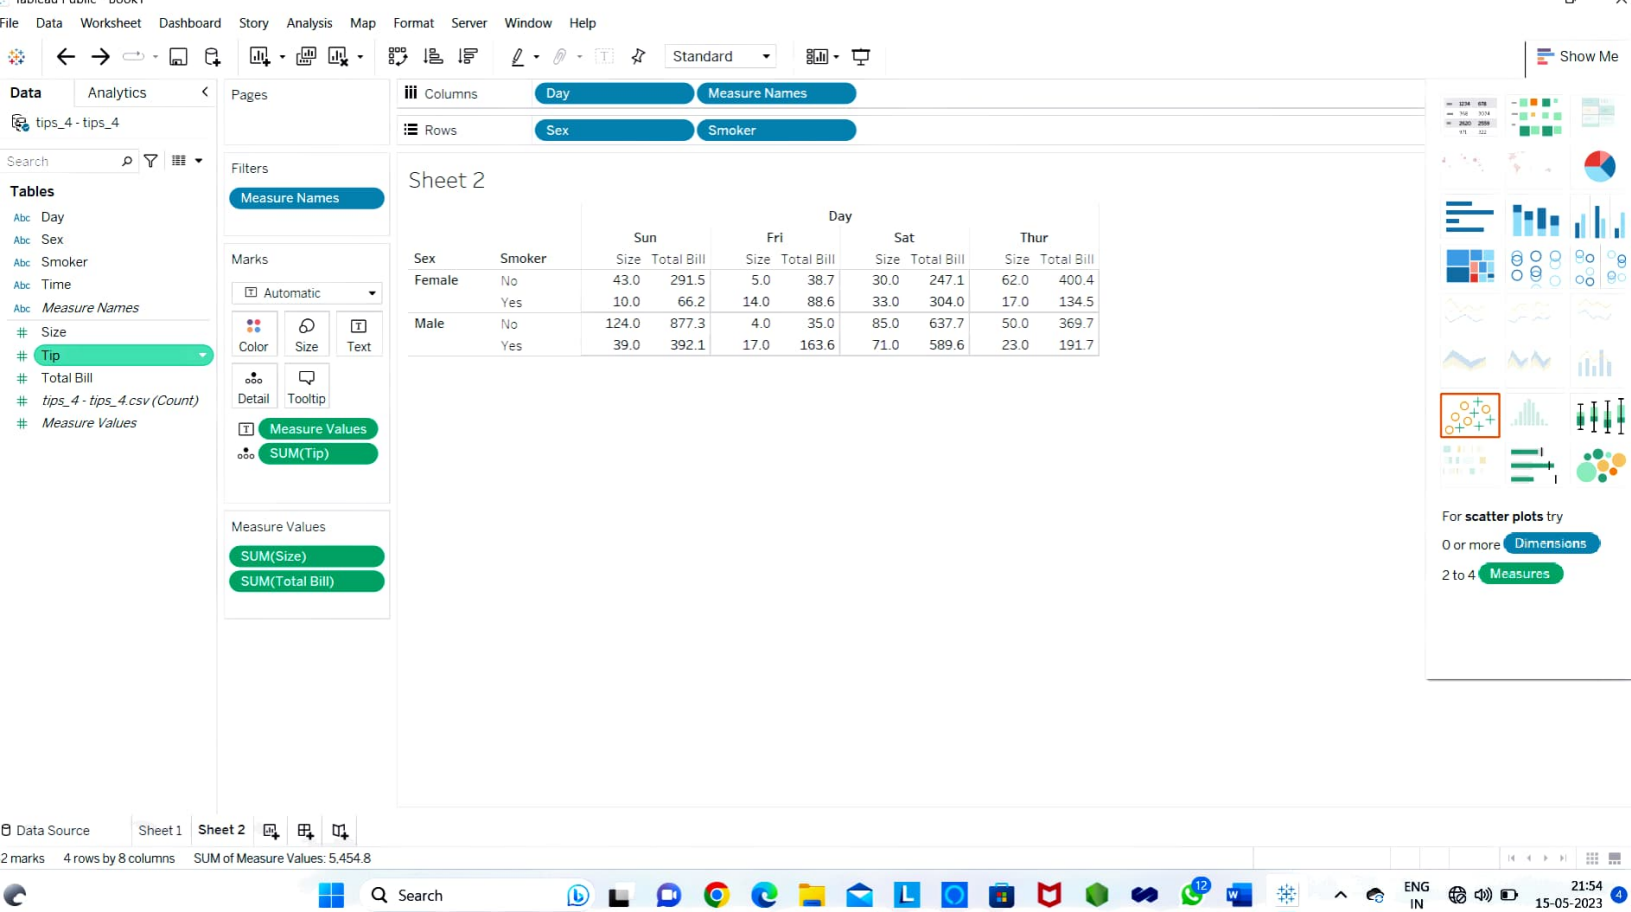 Tableau Public - Book1
File Data Worksheet Dashboard Story Analysis Map Format Server Window Help
Standard
Show Me
Data Analytics
tips_4 - tips_4
Search
Tables
Abc Day
Abc Sex
Abc Smoker
Abc Time
Abc Measure Names
# Size
# Tip
# Total Bill
# tips_4 - tips_4.csv (Count)
# Measure Values
Pages
Filters
Measure Names
Marks
T Automatic
Color Size Text
Detail Tooltip
Measure Values
SUM(Tip)
Measure Values
SUM(Size)
SUM(Total Bill)
Columns Day Measure Names
Rows Sex Smoker
Sheet 2
Day
Sun Fri Sat Thur
Sex Smoker Size Total Bill Size Total Bill Size Total Bill Size Total Bill
Female No 43.0 291.5 5.0 38.7 30.0 247.1 62.0 400.4
Yes 10.0 66.2 14.0 88.6 33.0 304.0 17.0 134.5
Male No 124.0 877.3 4.0 35.0 85.0 637.7 50.0 369.7
Yes 39.0 392.1 17.0 163.6 71.0 589.6 23.0 191.7
For scatter plots try
0 or more Dimensions
2 to 4 Measures
Data Source Sheet 1 Sheet 2
2 marks 4 rows by 8 columns SUM of Measure Values: 5,454.8
Search
12
ENG
IN
21:54
15-05-2023
4